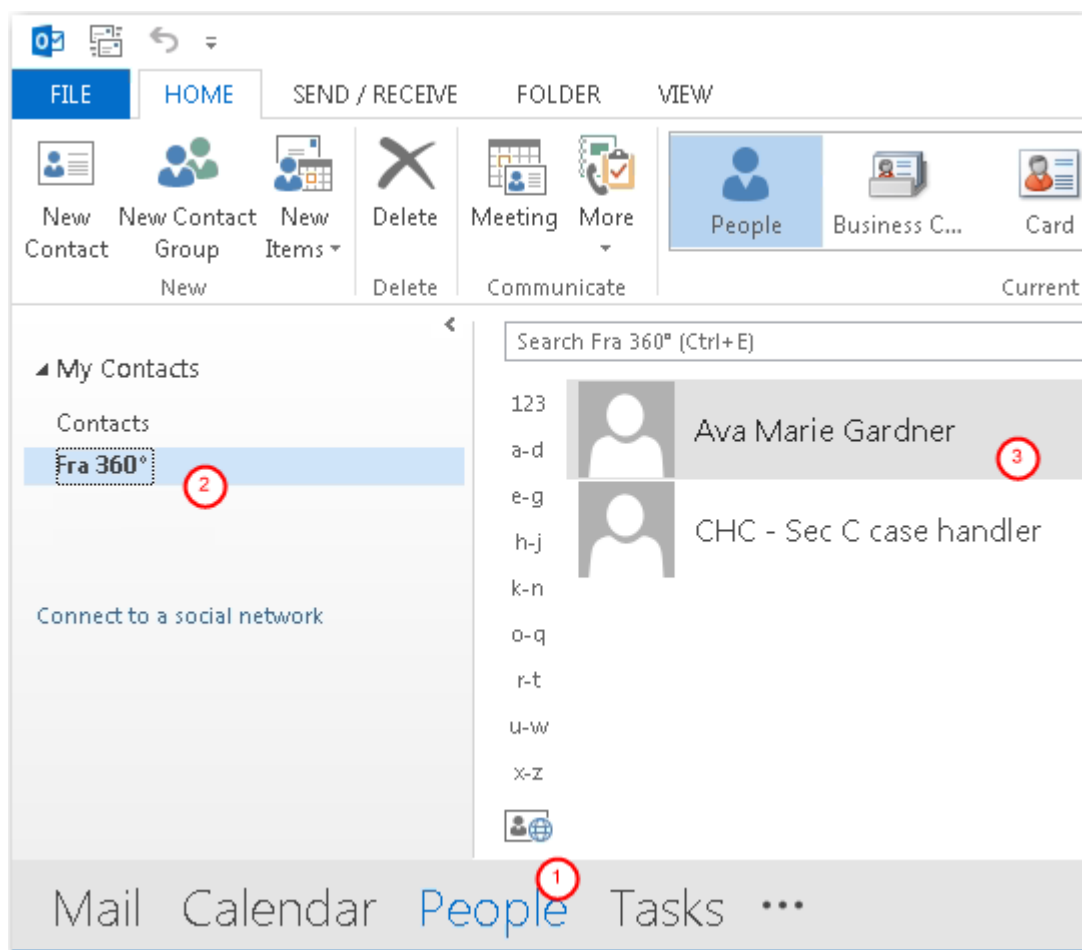 FILE HOME SEND / RECEIVE FOLDER VIEW
New Contact
New Contact Group
New Items
Delete
Meeting
More
People
Business C...
Card
New
Delete
Communicate
Current
My Contacts
Contacts
Fra 360°
2
Connect to a social network
Search Fra 360° (Ctrl+E)
123
a-d
e-g
h-j
k-n
o-q
r-t
u-w
x-z
Ava Marie Gardner
3
CHC - Sec C case handler
1
Mail Calendar People Tasks •••